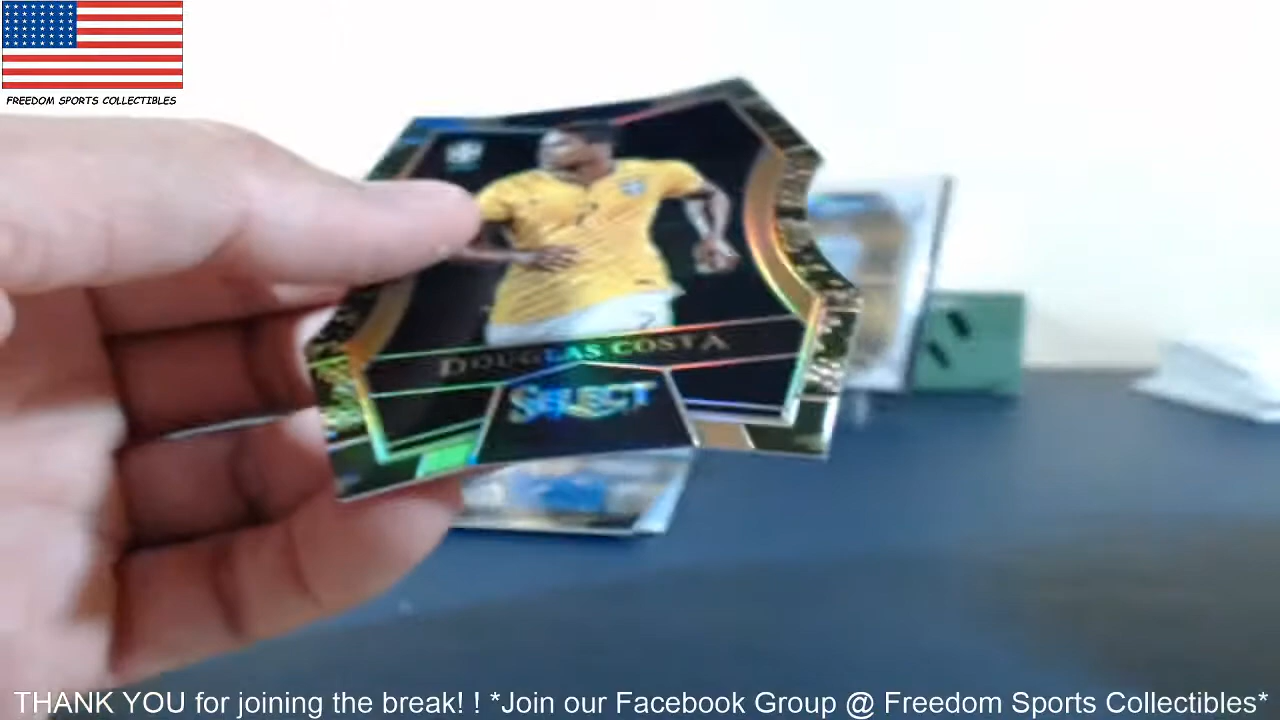 FREEDOM SPORTS COLLECTIBLES
DOUGLAS COSTA
SELECT
THANK YOU for joining the break! ! *Join our Facebook Group @ Freedom Sports Collectibles*